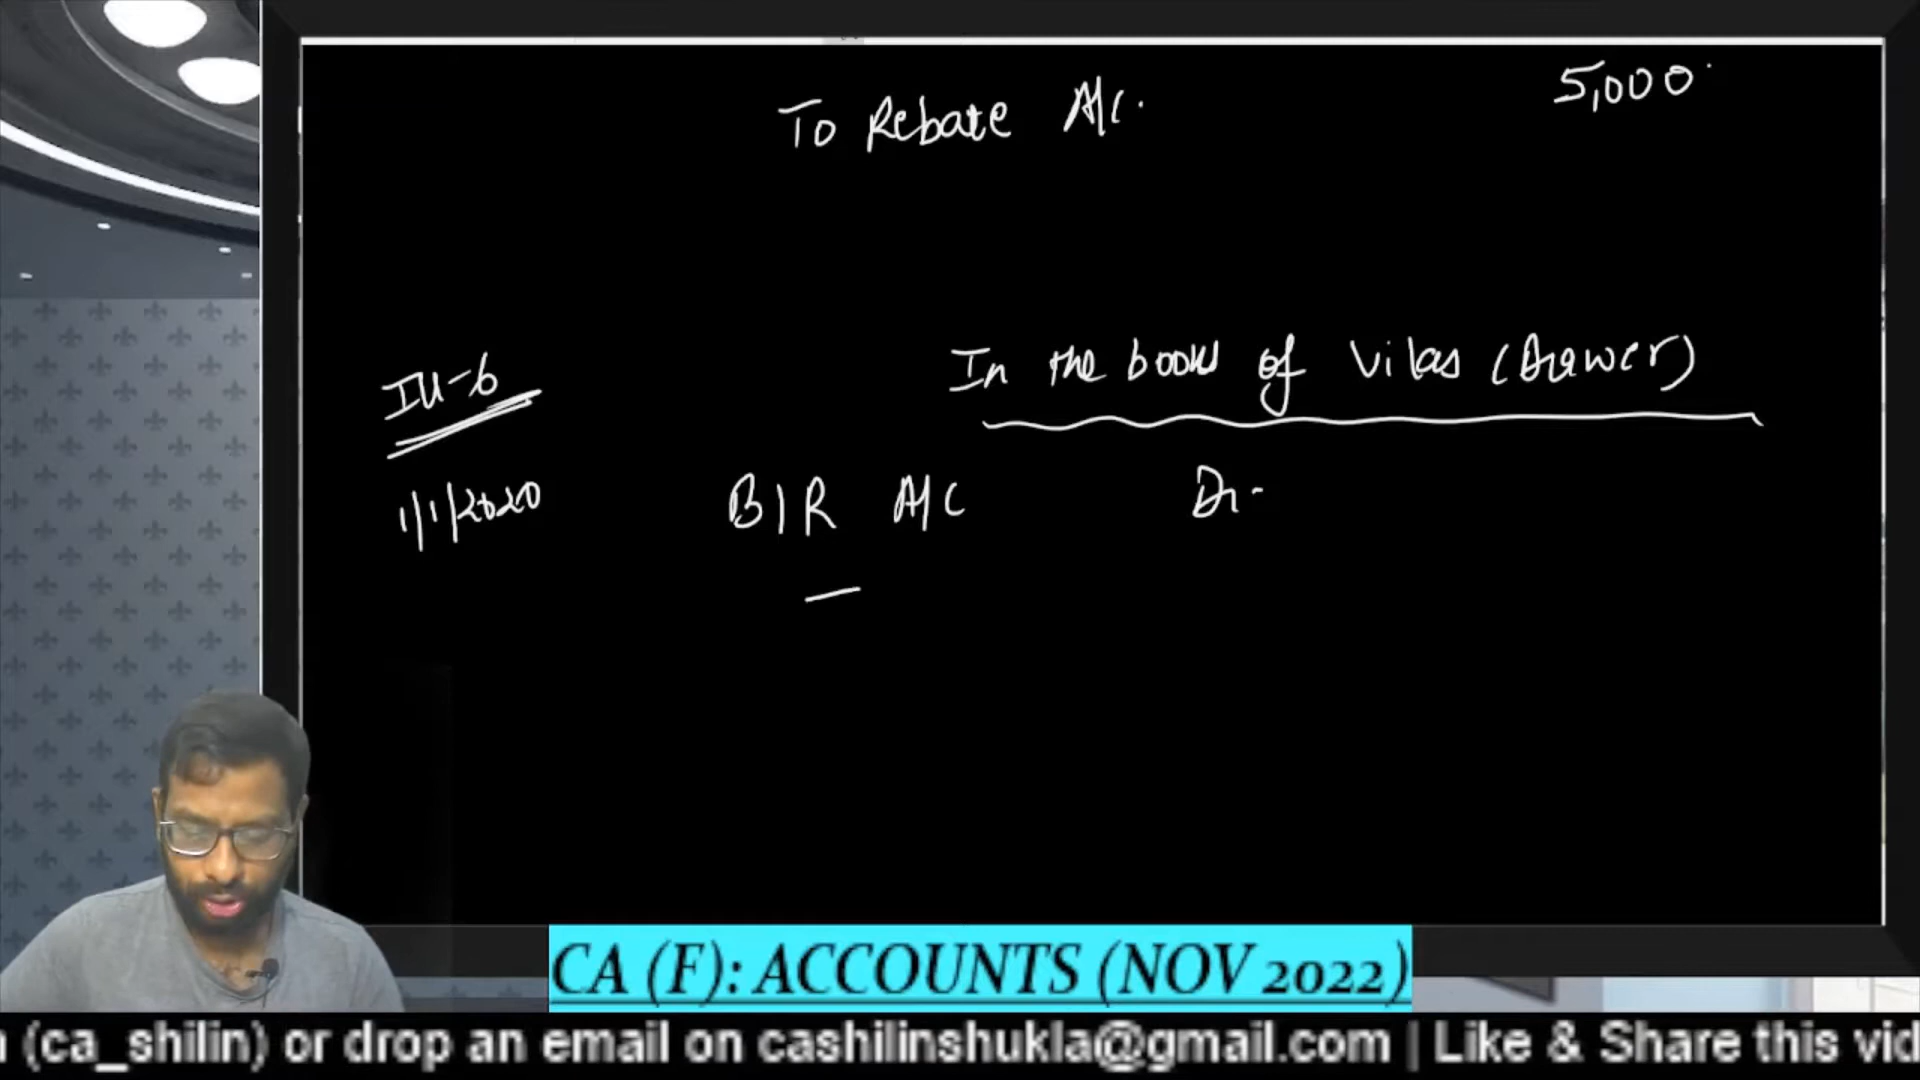 To Rebate A/c. 5,000
In the books of Vilas (Drawer)
Ill-6
1/1/2020 B/R A/C Dr-
CA (F): ACCOUNTS (NOV 2022)
(ca_shilin) or drop an email on cashilinshukla@gmail.com | Like & Share this vid